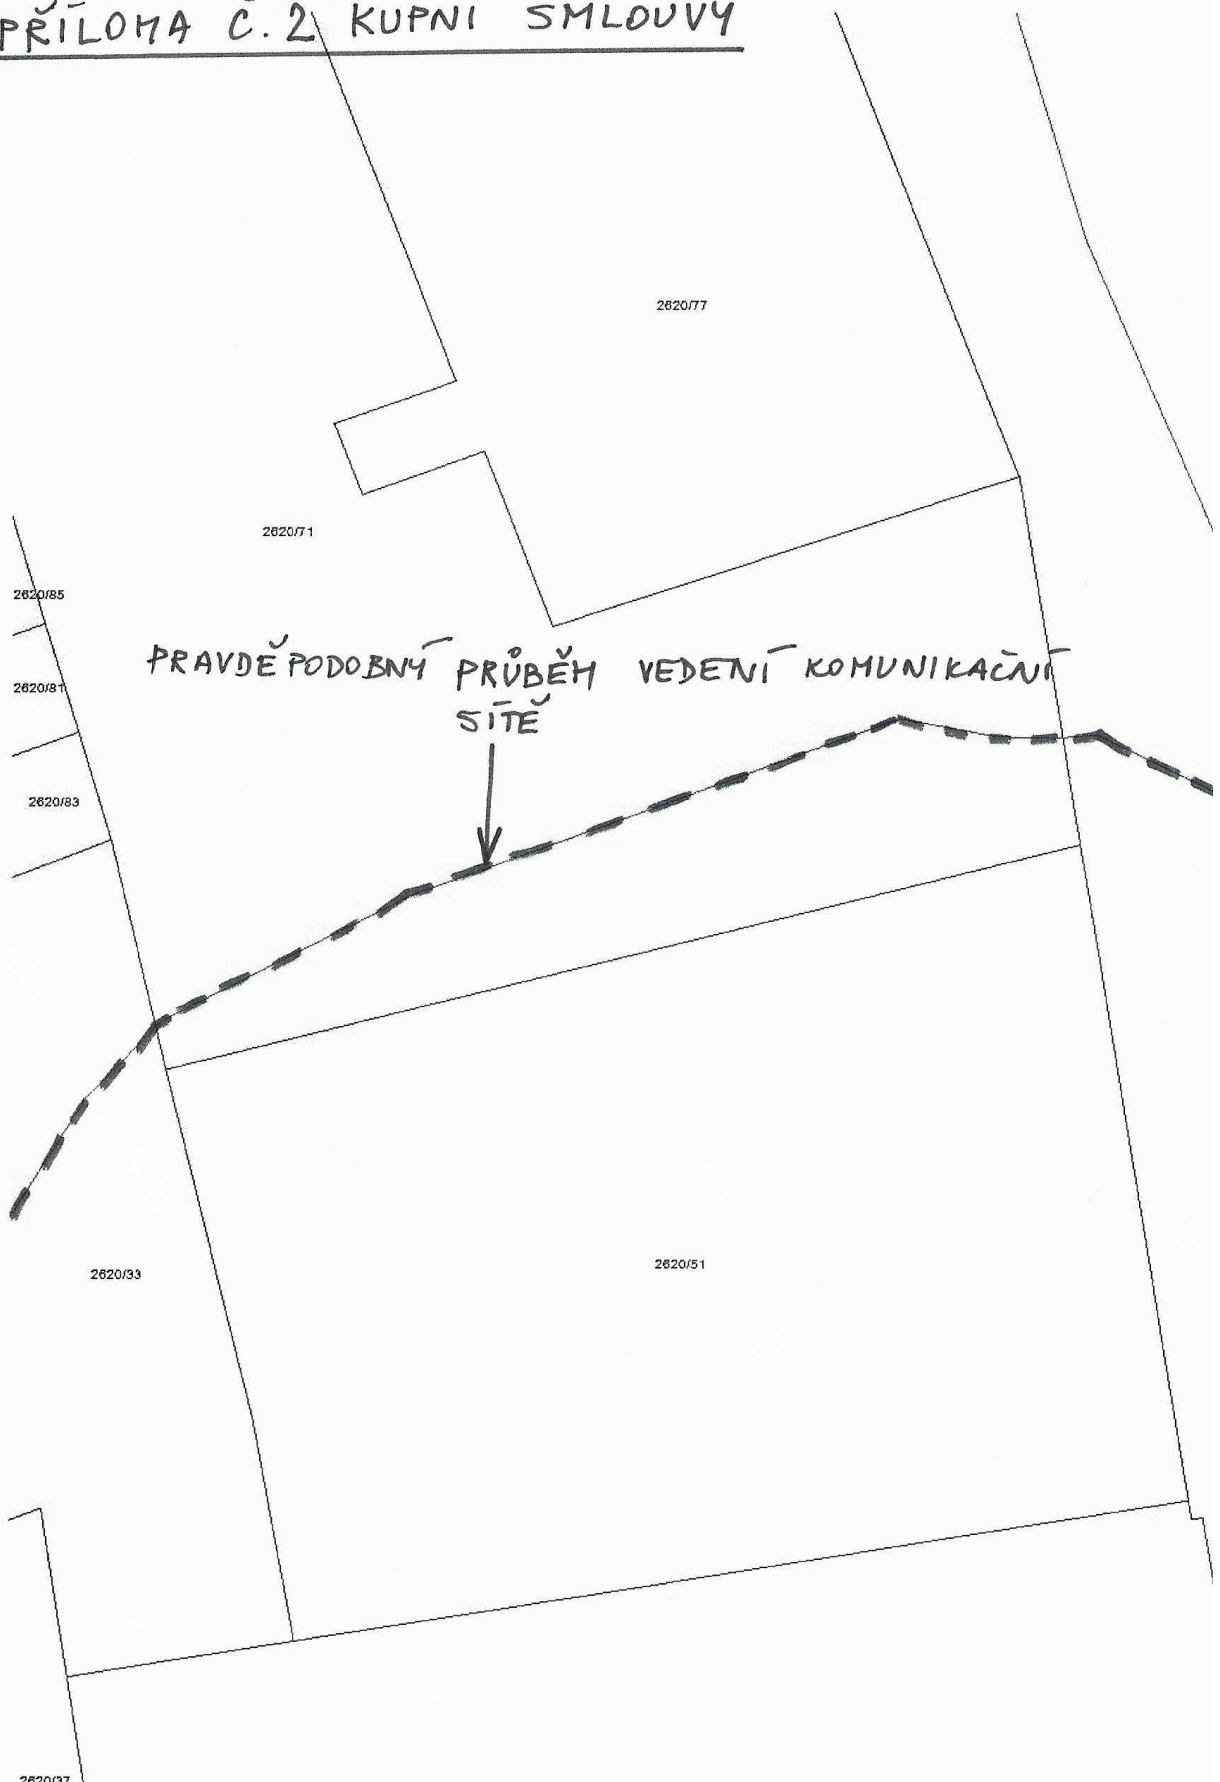 PŘÍLOHA Č.2 KUPNÍ SMLOUVY
2620/77
2620/71
2620/85
PRAVDĚPODOBNÝ PRŮBĚH VEDENÍ KOMUNIKAČNÍ
SÍTĚ
2620/81
2620/83
2620/33
2620/51
2620/37